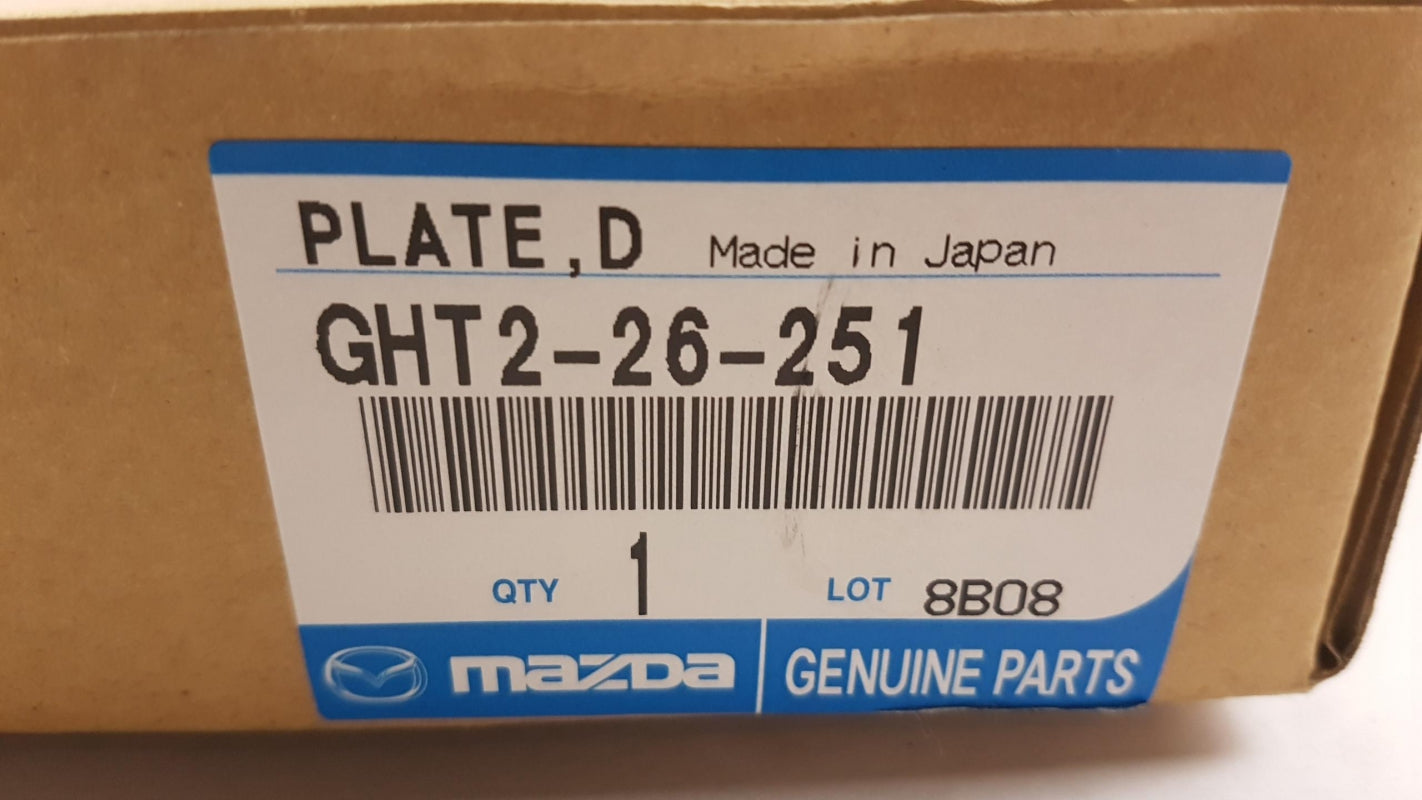 PLATE,D Made in Japan
GHT2-26-251
QTY 1 LOT 8B08
mazda GENUINE PARTS